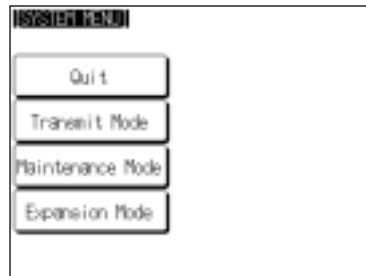 [SYSTEM MENU]
Quit
Transmit Mode
Maintenance Mode
Expansion Mode